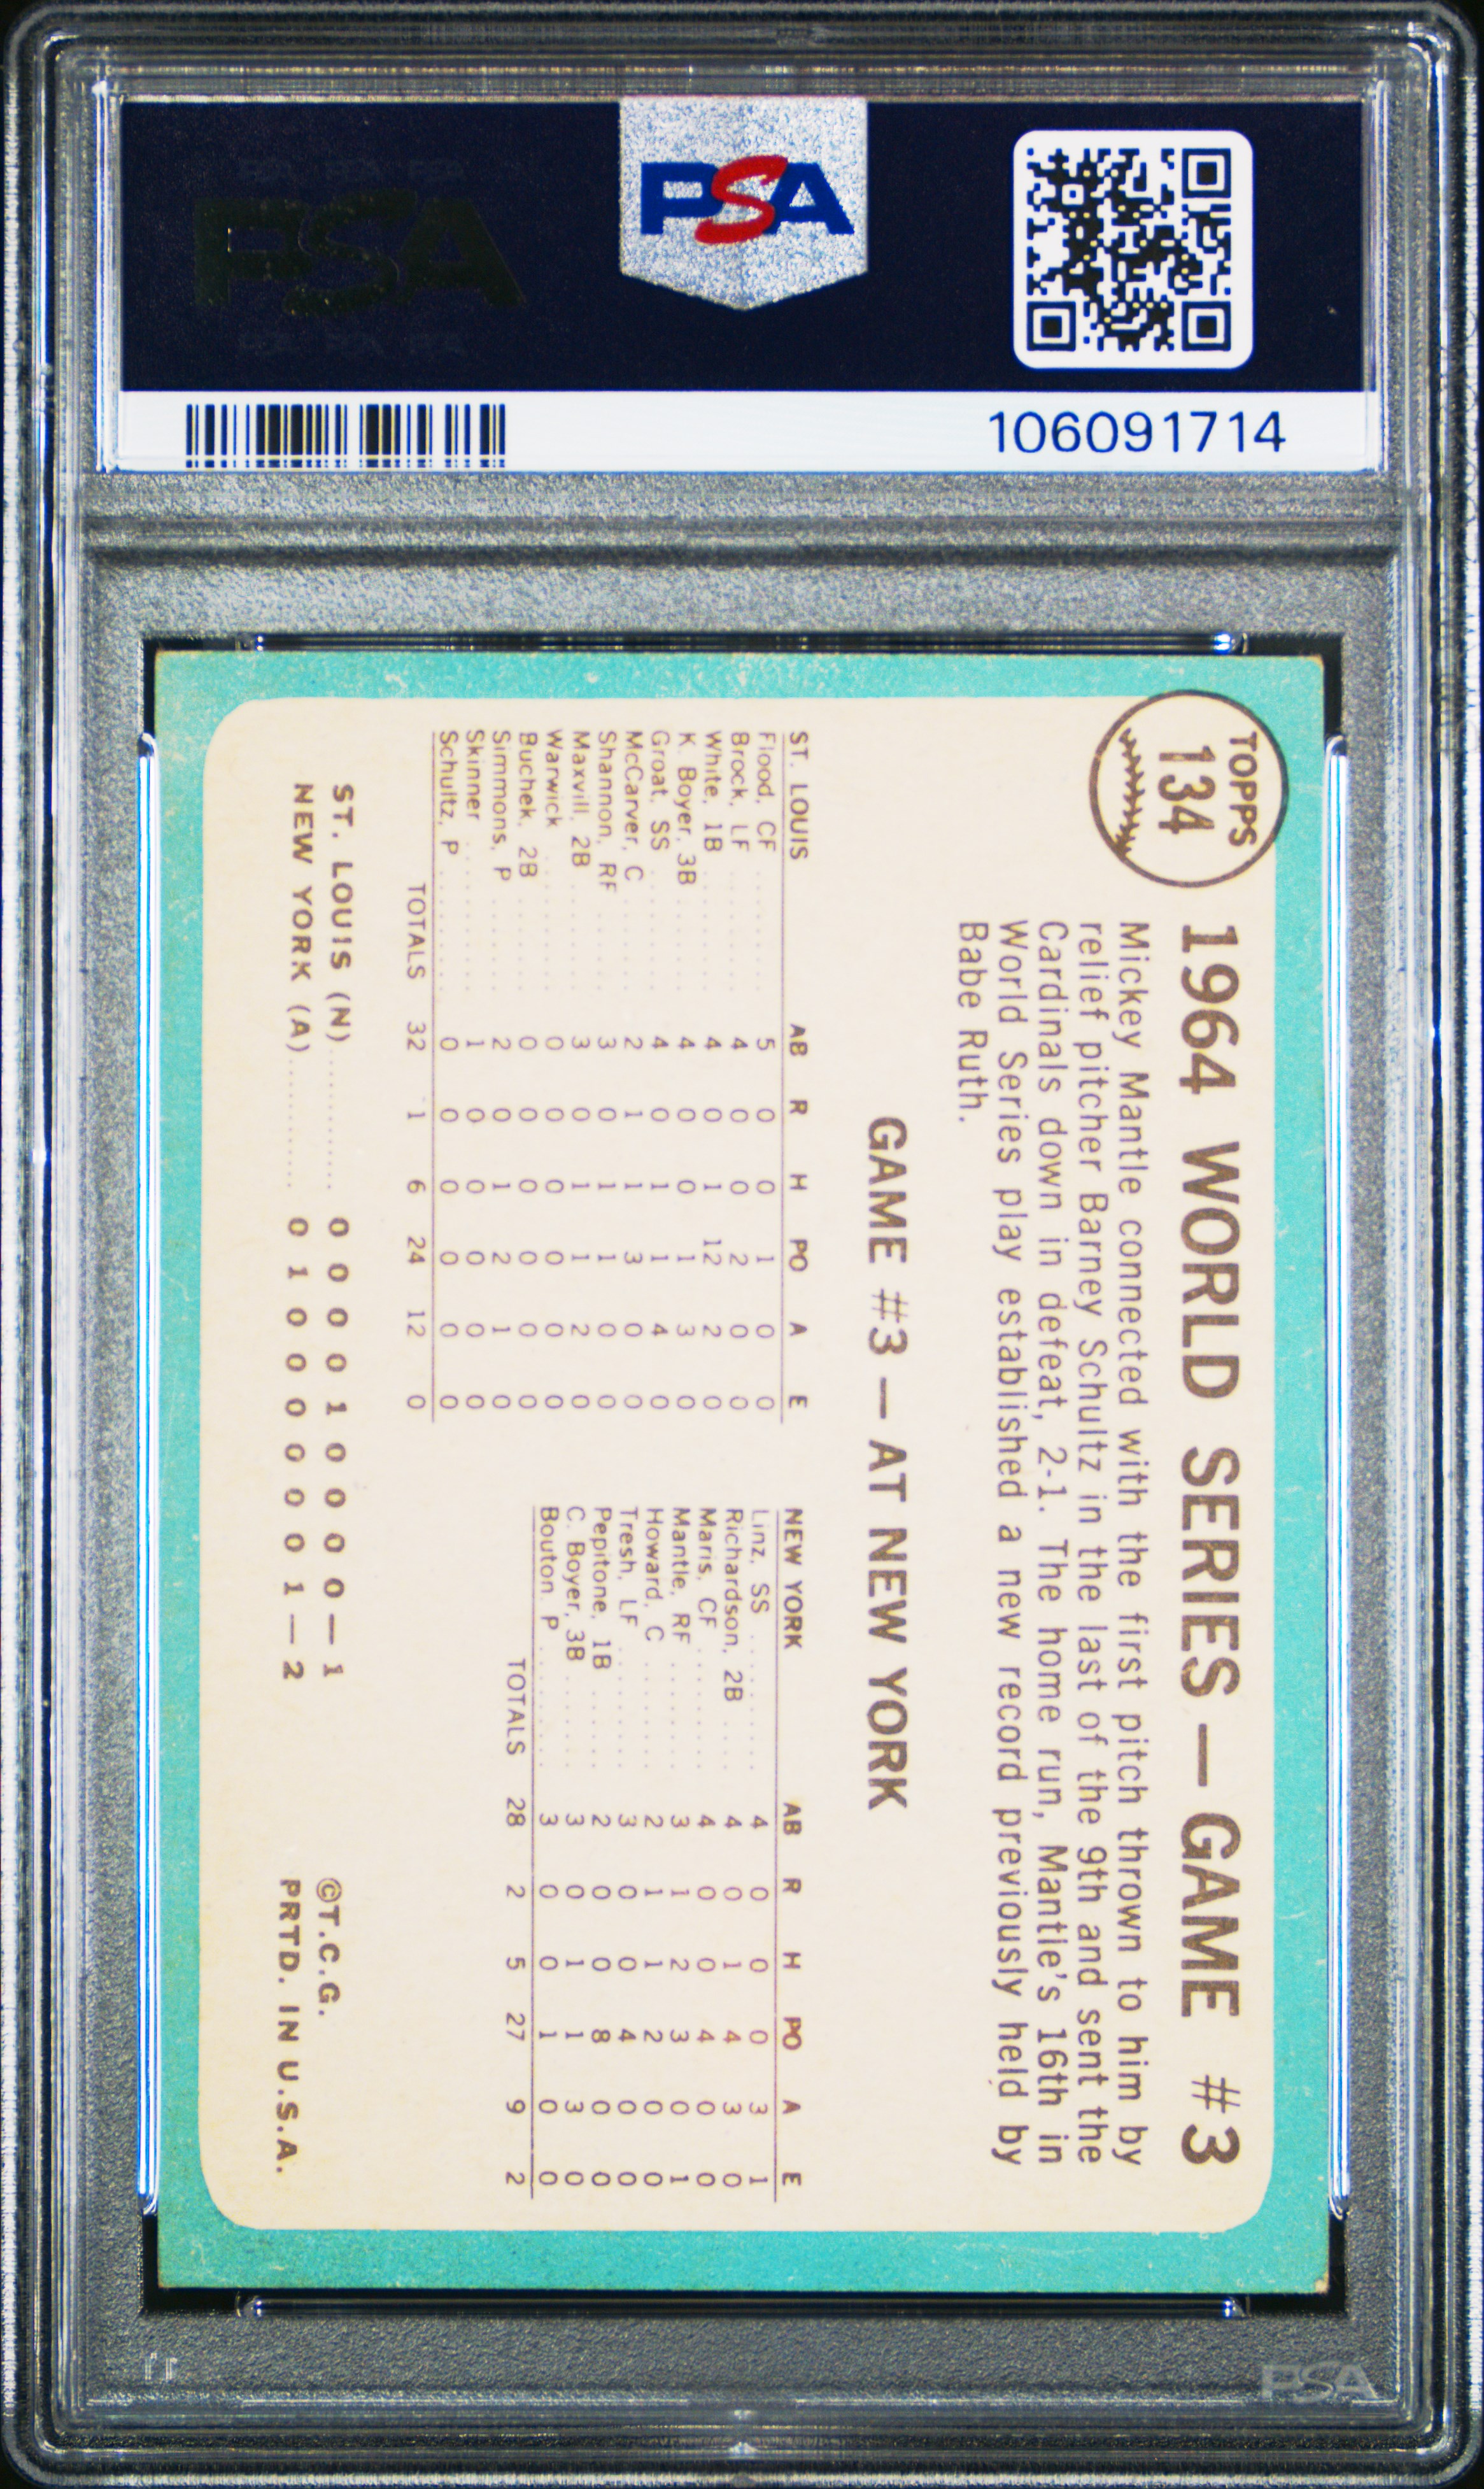 PSA
PSA
106091714
TOPPS
134
1964 WORLD SERIES — GAME #3
Mickey Mantle connected with the first pitch thrown to him by
relief pitcher Barney Schultz in the last of the 9th and sent the
Cardinals down in defeat, 2-1. The home run, Mantle's 16th in
World Series play established a new record previously held by
Babe Ruth.
GAME #3 — AT NEW YORK
ST. LOUIS AB R H PO A E
Flood, CF 5 0 0 1 0 0
Brock, LF 4 0 0 2 0 0
White, 1B 4 0 1 12 2 0
K. Boyer, 3B 4 0 0 1 3 0
Groat, SS 4 0 1 1 4 0
McCarver, C 2 1 1 3 0 0
Shannon, RF 3 0 1 1 0 0
Maxvill, 2B 3 0 1 1 2 0
Warwick 0 0 0 0 0 0
Buchek, 2B 0 0 0 0 0 0
Simmons, P 2 0 1 2 1 0
Skinner 1 0 0 0 0 0
Schultz, P 0 0 0 0 0 0
TOTALS 32 1 6 24 12 0
NEW YORK AB R H PO A E
Linz, SS 4 0 0 0 3 1
Richardson, 2B 4 0 1 4 3 0
Maris, CF 4 0 0 4 0 0
Mantle, RF 3 1 2 3 0 1
Howard, C 2 1 1 2 0 0
Tresh, LF 3 0 0 4 0 0
Pepitone, 1B 2 0 0 8 0 0
C. Boyer, 3B 3 0 1 1 3 0
Bouton, P 3 0 0 1 0 0
TOTALS 28 2 5 27 9 2
ST. LOUIS (N) 0 0 0 0 1 0 0 0 0 — 1
NEW YORK (A) 0 1 0 0 0 0 0 0 1 — 2
©T.C.G.
PRTD. IN U.S.A.
PSA